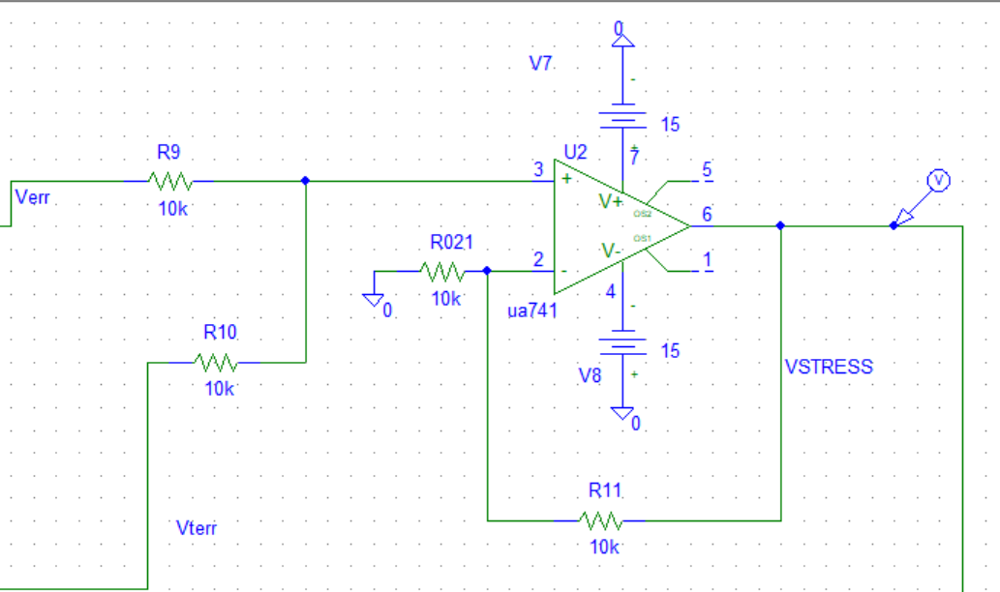 0
V7
-
15
+
R9
U2
7
3
+
5
Verr
10k
V+
OS2
V
6
R021
OS1
V-
2
-
1
10k
4
-
0
ua741
R10
15
V8
+
VSTRESS
10k
0
R11
Vterr
10k